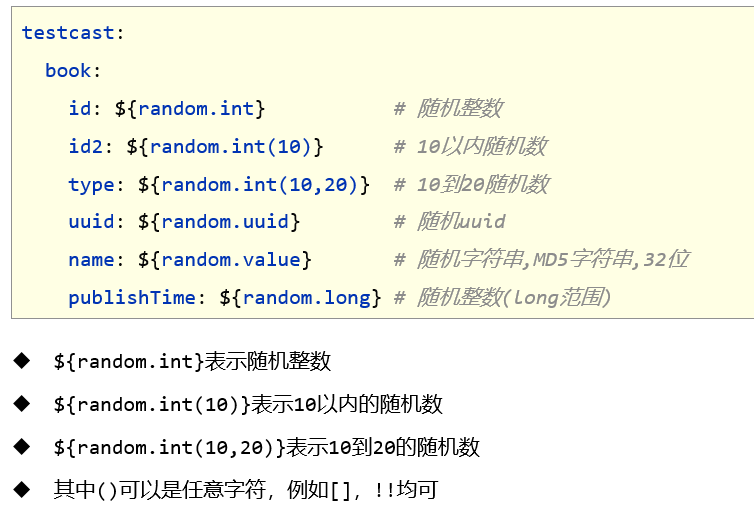 testcast:
  book:
    id: ${random.int}           # 随机整数
    id2: ${random.int(10)}      # 10以内随机数
    type: ${random.int(10,20)}  # 10到20随机数
    uuid: ${random.uuid}        # 随机uuid
    name: ${random.value}       # 随机字符串,MD5字符串,32位
    publishTime: ${random.long} # 随机整数(long范围)
◆ ${random.int}表示随机整数
◆ ${random.int(10)}表示10以内的随机数
◆ ${random.int(10,20)}表示10到20的随机数
◆ 其中()可以是任意字符，例如[]，!!均可